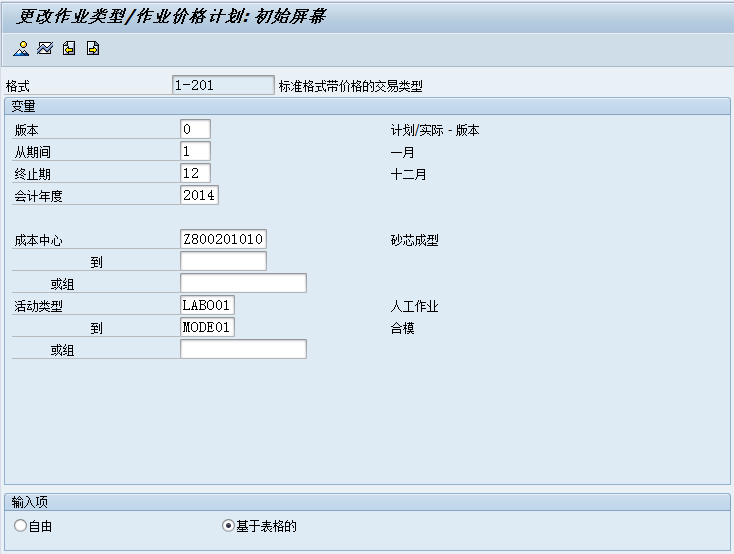 更改作业类型/作业价格计划:初始屏幕
格式 1-201 标准格式带价格的交易类型
变量
版本 0 计划/实际 - 版本
从期间 1 一月
终止期 12 十二月
会计年度 2014
成本中心 Z800201010 砂芯成型
到
或组
活动类型 LABO01 人工作业
到 MODE01 合模
或组
输入项
自由 基于表格的